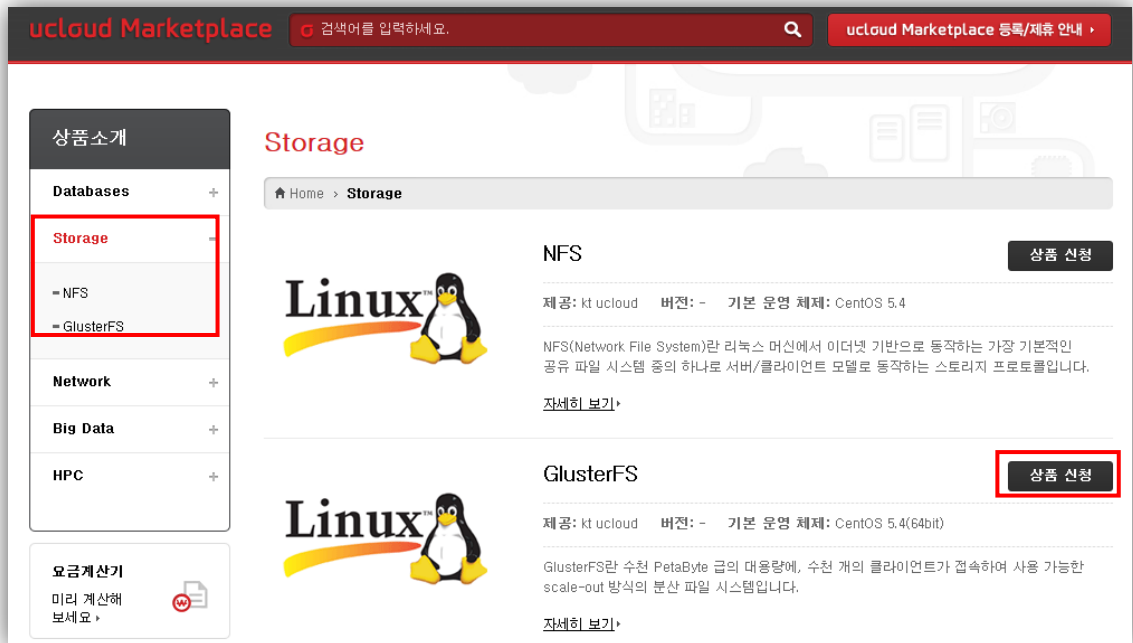 ucloud Marketplace
검색어를 입력하세요.
ucloud Marketplace 등록/제휴 안내
상품소개
Databases
Storage
NFS
GlusterFS
Network
Big Data
HPC
요금계산기
미리 계산해
보세요
Storage
Home > Storage
Linux™
NFS
상품 신청
제공: kt ucloud 버전: - 기본 운영 체제: CentOS 5.4
NFS(Network File System)란 리눅스 머신에서 이더넷 기반으로 동작하는 가장 기본적인
공유 파일 시스템 중의 하나로 서버/클라이언트 모델로 동작하는 스토리지 프로토콜입니다.
자세히 보기
Linux™
GlusterFS
상품 신청
제공: kt ucloud 버전: - 기본 운영 체제: CentOS 5.4(64bit)
GlusterFS란 수천 PetaByte 급의 대용량에, 수천 개의 클라이언트가 접속하여 사용 가능한
scale-out 방식의 분산 파일 시스템입니다.
자세히 보기